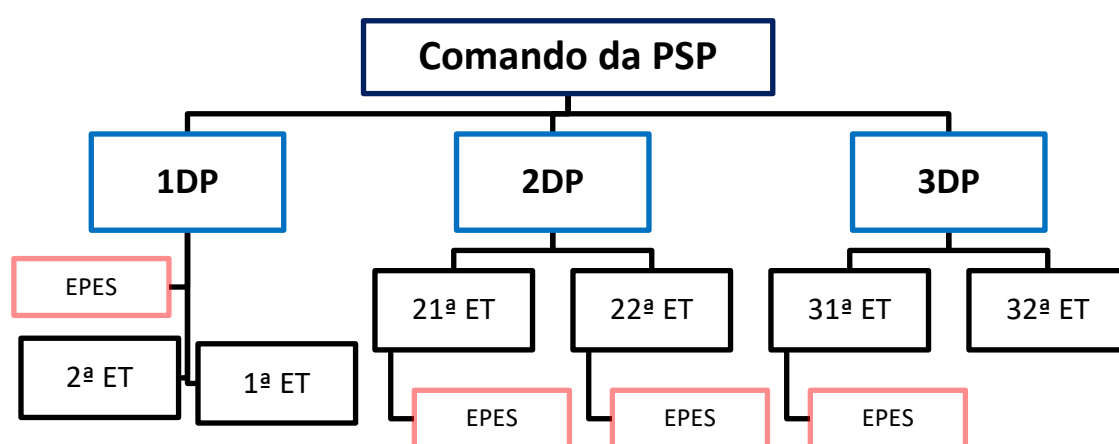 Comando da PSP
1DP
2DP
3DP
EPES
21ª ET
22ª ET
31ª ET
32ª ET
2ª ET
1ª ET
EPES
EPES
EPES